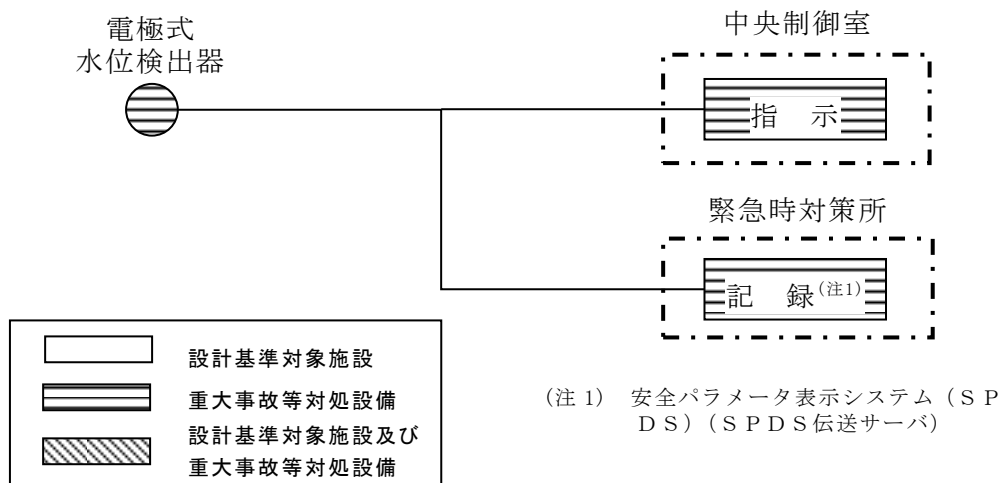 電極式
水位検出器
中央制御室
指　示
緊急時対策所
記　録(注1)
設計基準対象施設
重大事故等対処設備
設計基準対象施設及び
重大事故等対処設備
(注 1)　安全パラメータ表示システム（ＳＰ
ＤＳ）（ＳＰＤＳ伝送サーバ）